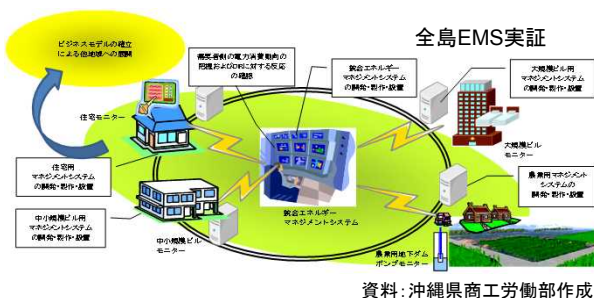 全島EMS実証
ビジネスモデルの確立
による他地域への展開
需要者側の電力消費動向の
把握およびDRに対する反応
の確認
統合エネルギー
マネジメントシステム
の開発・製作・設置
大規模ビル用
マネジメントシステム
の開発・製作・設置
住宅モニター
大規模ビル
モニター
住宅用
マネジメントシステム
の開発・製作・設置
農業用マネジメント
システムの
開発・製作・設置
中小規模ビル用
マネジメントシステム
の開発・製作・設置
統合エネルギー
マネジメントシステム
中小規模ビル
モニター
農業用地下ダム
ポンプモニター
資料：沖縄県商工労働部作成